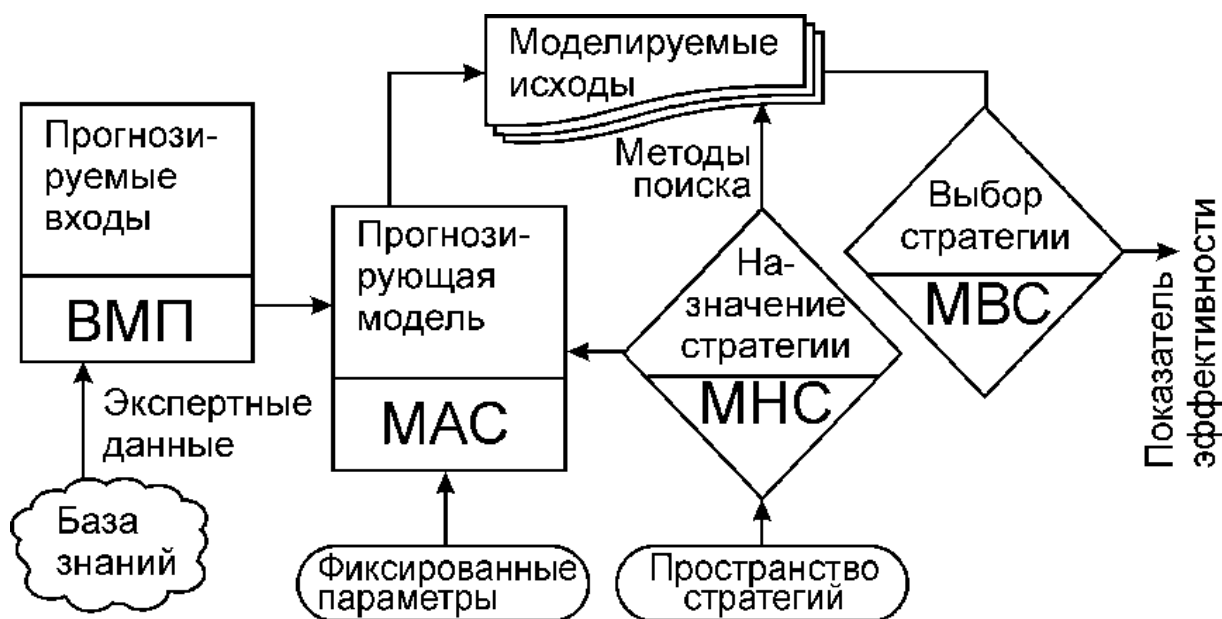 Моделируемые
исходы
Прогнози-
руемые
входы
ВМП
Экспертные
данные
База
знаний
Прогнози-
рующая
модель
МАС
Фиксированные
параметры
Методы
поиска
На-
значение
стратегии
МНС
Пространство
стратегий
Выбор
стратегии
МВС
Показатель
эффективности